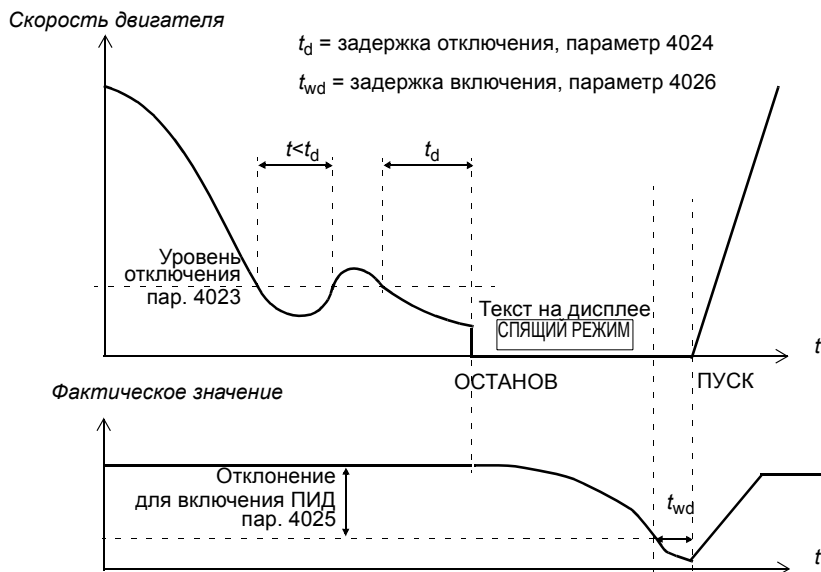 Скорость двигателя
td = задержка отключения, параметр 4024
twd = задержка включения, параметр 4026
t<td
td
Уровень
отключения
пар. 4023
Текст на дисплее
СПЯЩИЙ РЕЖИМ
t
ОСТАНОВ
ПУСК
Фактическое значение
Отклонение
для включения ПИД
пар. 4025
twd
t